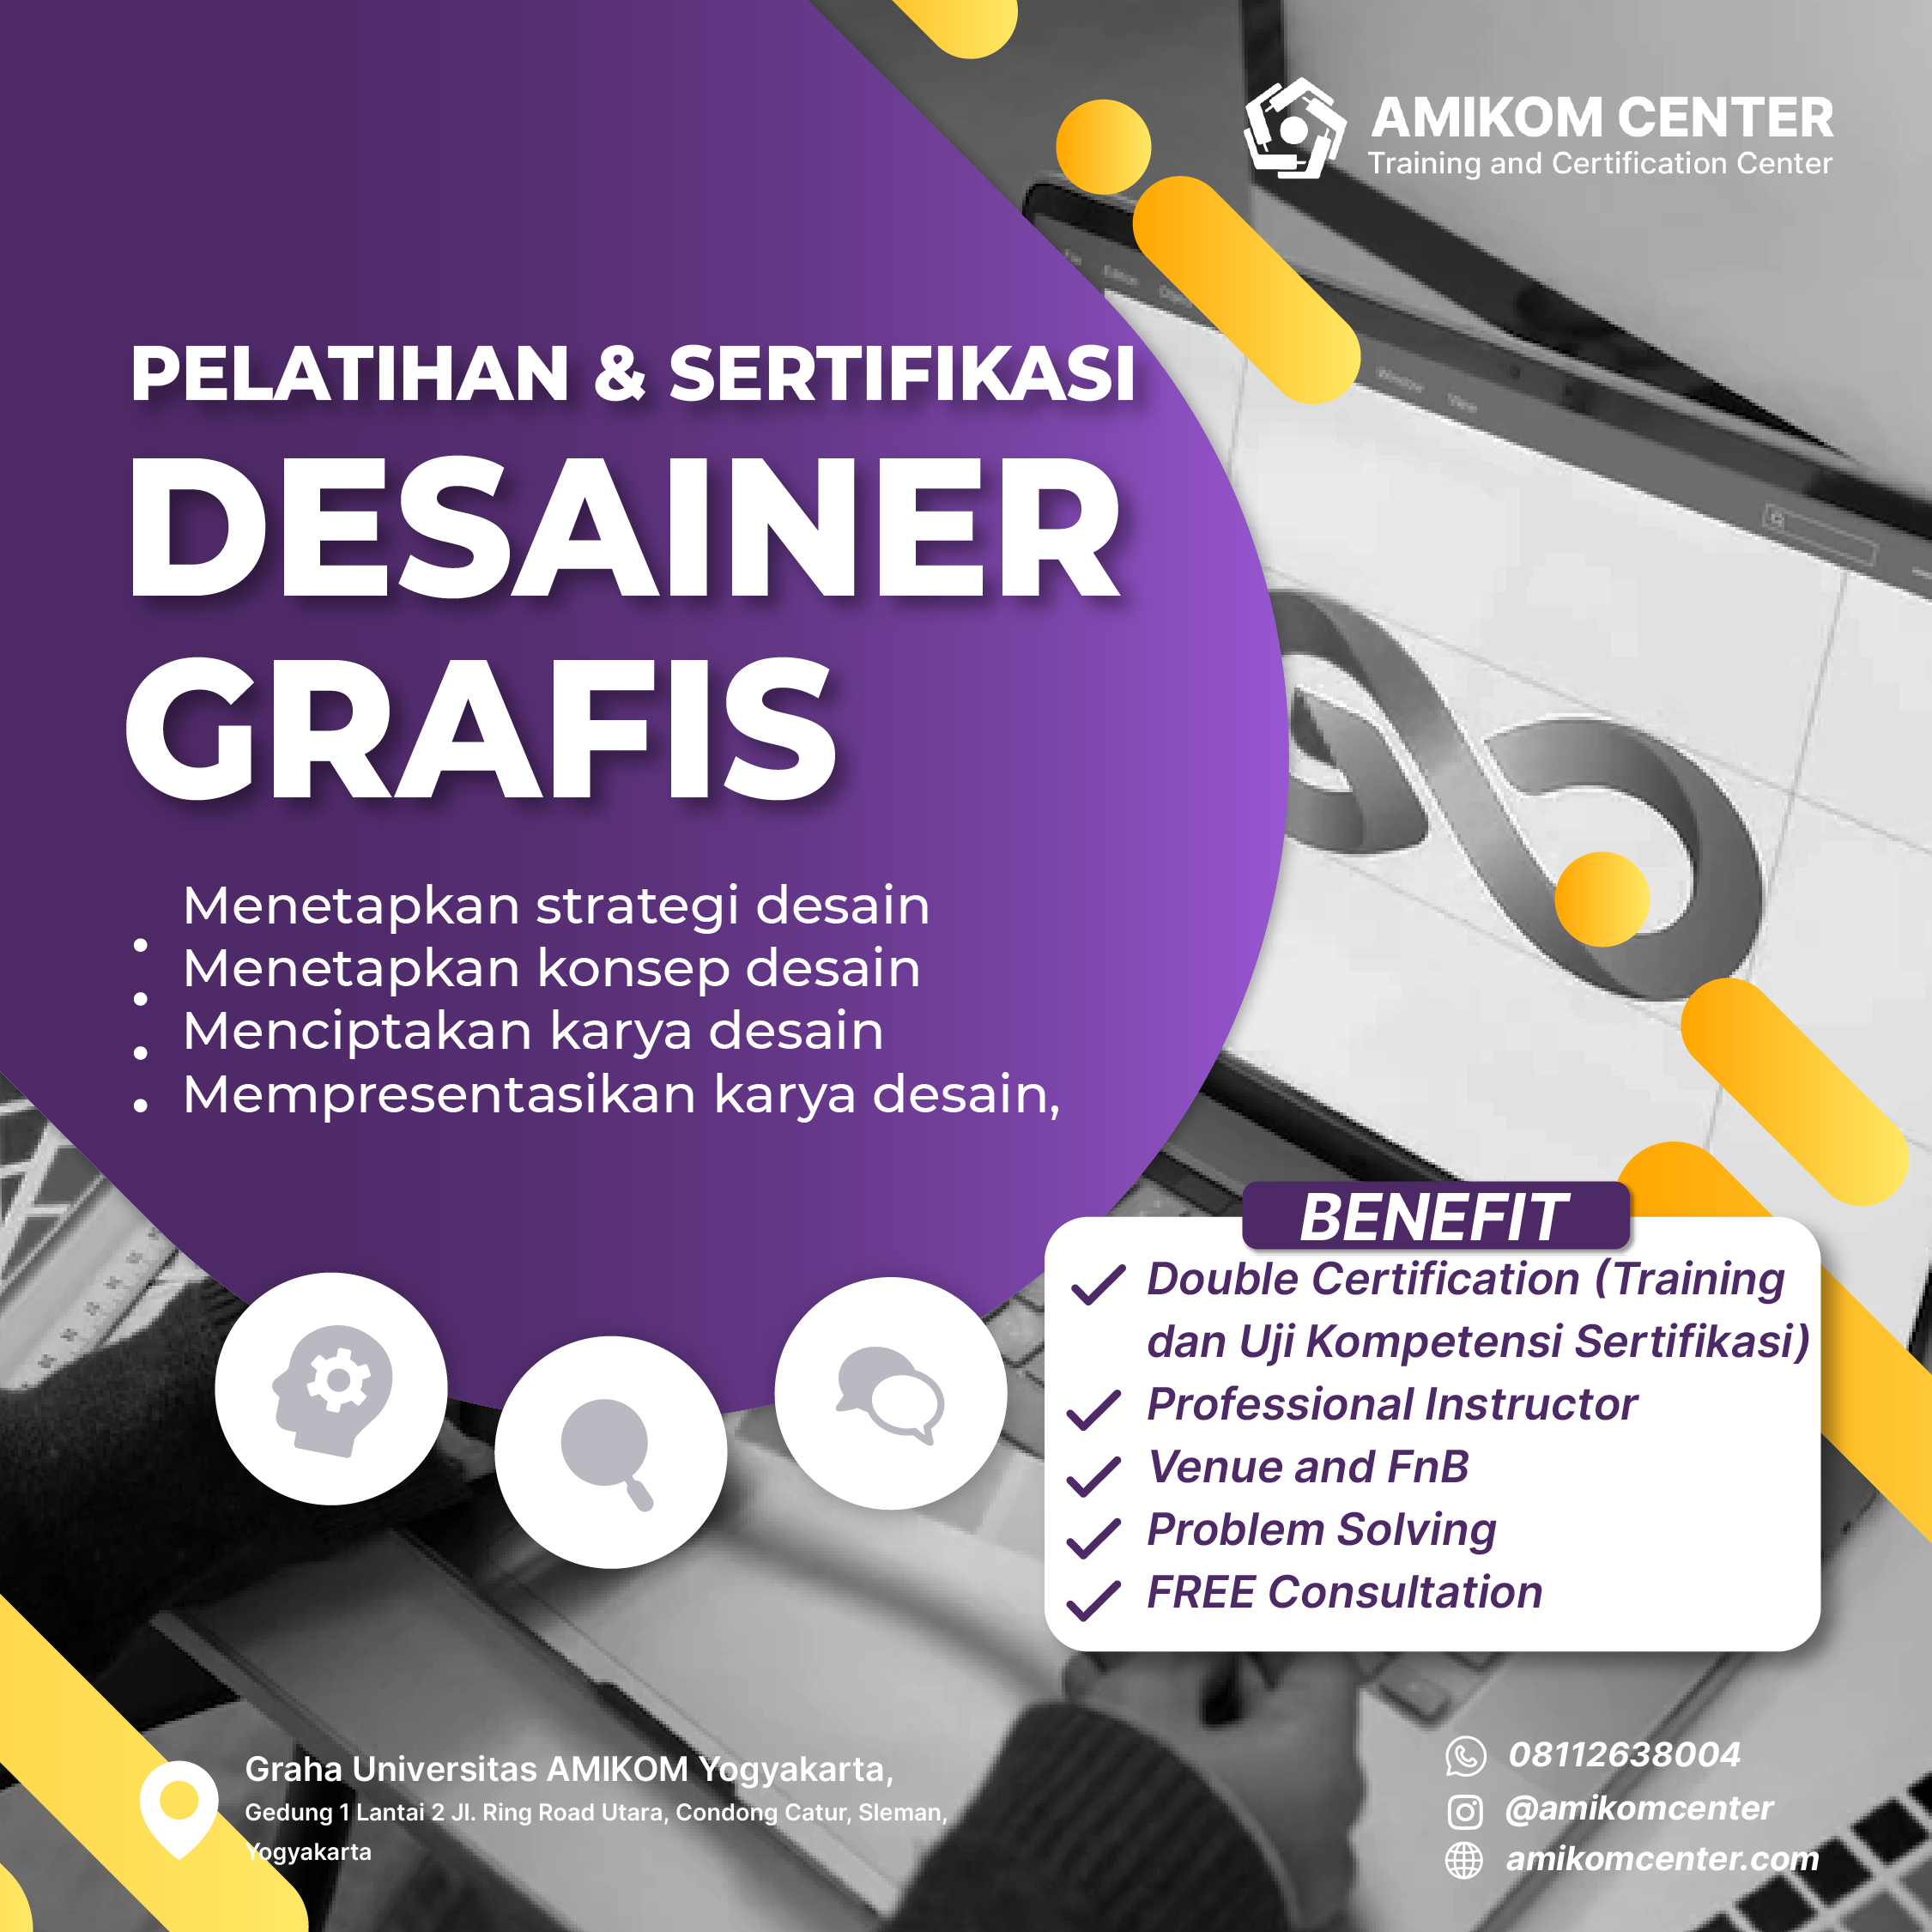 AMIKOM CENTER
Training and Certification Center
PELATIHAN & SERTIFIKASI
DESAINER
GRAFIS
Menetapkan strategi desain
Menetapkan konsep desain
Menciptakan karya desain
Mempresentasikan karya desain,
BENEFIT
Double Certification (Training
dan Uji Kompetensi Sertifikasi)
Professional Instructor
Venue and FnB
Problem Solving
FREE Consultation
Graha Universitas AMIKOM Yogyakarta,
Gedung 1 Lantai 2 Jl. Ring Road Utara, Condong Catur, Sleman,
Yogyakarta
08112638004
@amikomcenter
amikomcenter.com